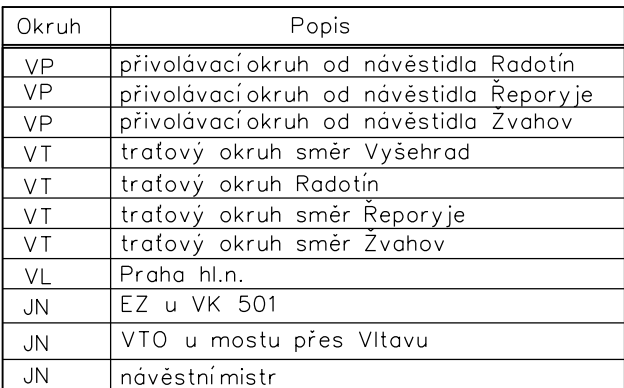 Okruh Popis
VP přivolávací okruh od návěstidla Radotín
VP přivolávací okruh od návěstidla Řeporyje
VP přivolávací okruh od návěstidla Žvahov
VT traťový okruh směr Vyšehrad
VT traťový okruh Radotín
VT traťový okruh směr Řeporyje
VT traťový okruh směr Žvahov
VL Praha hl.n.
JN EZ u VK 501
JN VTO u mostu přes Vltavu
JN návěstní mistr